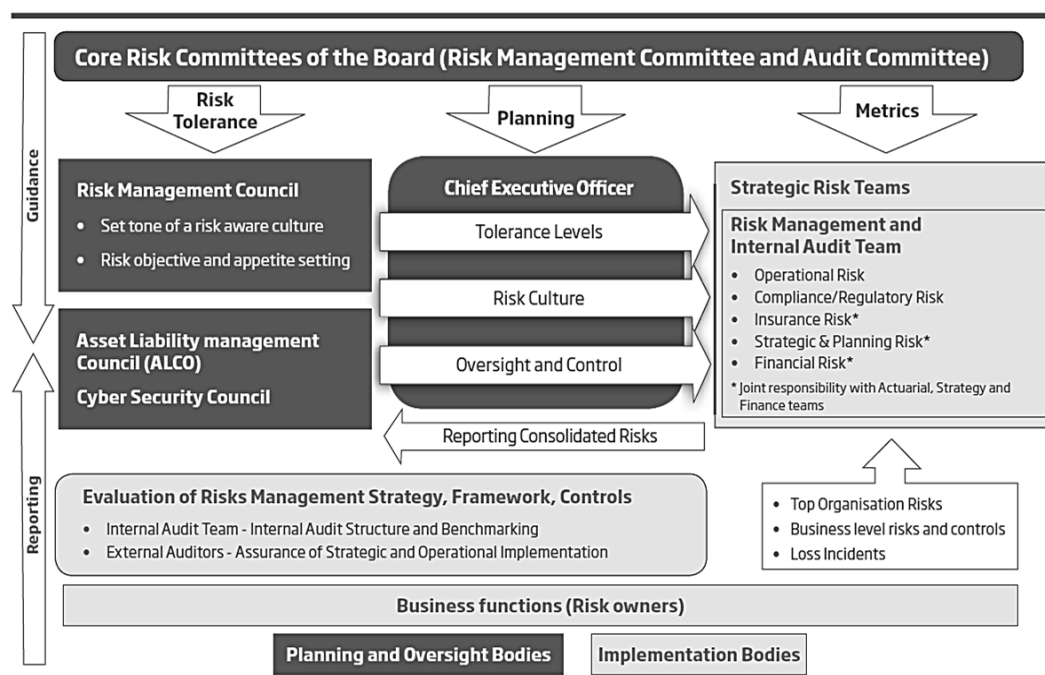 Core Risk Committees of the Board (Risk Management Committee and Audit Committee)
Risk
Tolerance
Planning
Metrics
Guidance
Reporting
Risk Management Council
• Set tone of a risk aware culture
• Risk objective and appetite setting
Asset Liability management
Council (ALCO)
Cyber Security Council
Chief Executive Officer
Tolerance Levels
Risk Culture
Oversight and Control
Reporting Consolidated Risks
Strategic Risk Teams
Risk Management and
Internal Audit Team
• Operational Risk
• Compliance/Regulatory Risk
• Insurance Risk*
• Strategic & Planning Risk*
• Financial Risk*
* Joint responsibility with Actuarial, Strategy and
Finance teams
Evaluation of Risks Management Strategy, Framework, Controls
• Internal Audit Team - Internal Audit Structure and Benchmarking
• External Auditors - Assurance of Strategic and Operational Implementation
• Top Organisation Risks
• Business level risks and controls
• Loss Incidents
Business functions (Risk owners)
Planning and Oversight Bodies
Implementation Bodies